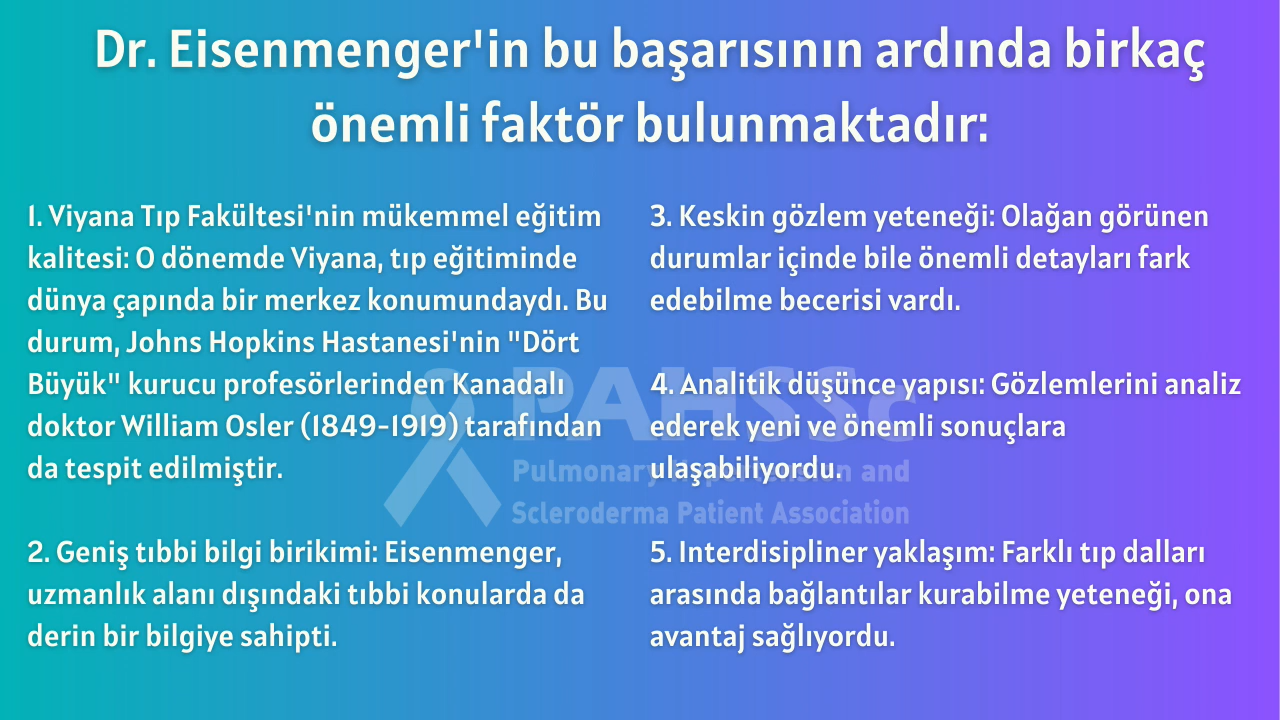 Dr. Eisenmenger'in bu başarısının ardında birkaç
önemli faktör bulunmaktadır:
1. Viyana Tıp Fakültesi'nin mükemmel eğitim
kalitesi: O dönemde Viyana, tıp eğitiminde
dünya çapında bir merkez konumundaydı. Bu
durum, Johns Hopkins Hastanesi'nin "Dört
Büyük" kurucu profesörlerinden Kanadalı
doktor William Osler (1849-1919) tarafından
da tespit edilmiştir.
2. Geniş tıbbi bilgi birikimi: Eisenmenger,
uzmanlık alanı dışındaki tıbbi konularda da
derin bir bilgiye sahipti.
3. Keskin gözlem yeteneği: Olağan görünen
durumlar içinde bile önemli detayları fark
edebilme becerisi vardı.
4. Analitik düşünce yapısı: Gözlemlerini analiz
ederek yeni ve önemli sonuçlara
ulaşabiliyordu.
5. Interdisipliner yaklaşım: Farklı tıp dalları
arasında bağlantılar kurabilme yeteneği, ona
avantaj sağlıyordu.
PAHSSc
Pulmonary Hypertension and
Scleroderma Patient Association